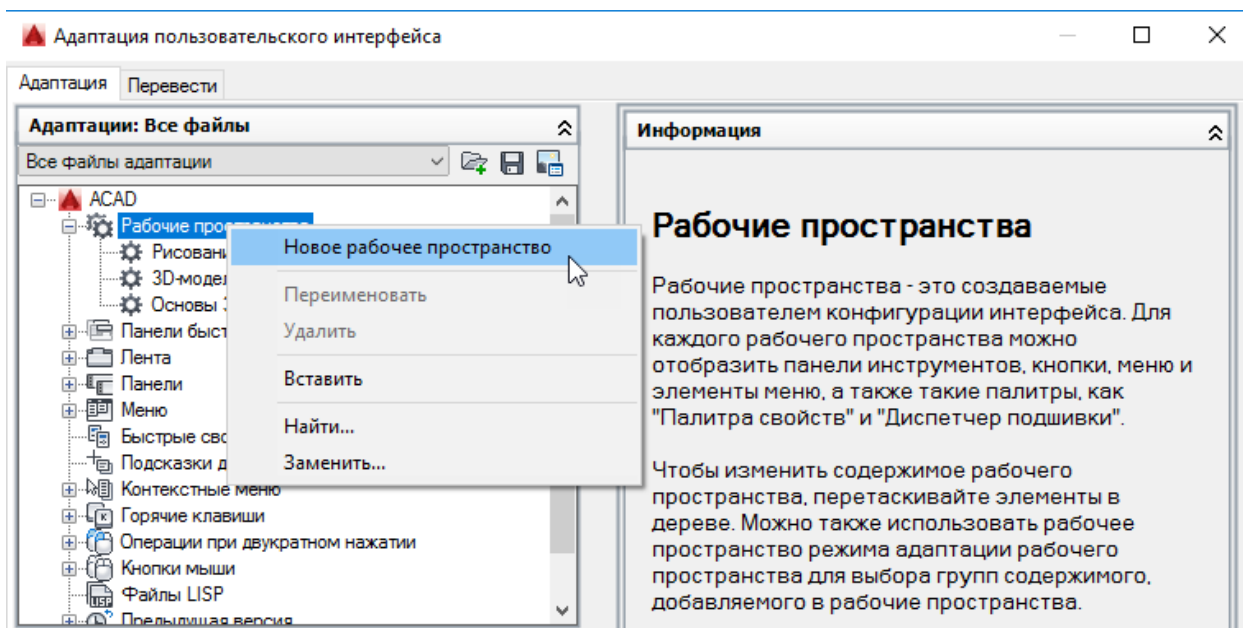 Адаптация пользовательского интерфейса
Адаптация Перевести
Адаптации: Все файлы
Все файлы адаптации
ACAD
Рабочие
3D-
Основы
Панели
Лента
Панели
Меню
Быстрые
Подсказки
Контекстные меню
Горячие клавиши
Операции при двукратном нажатии
Кнопки мыши
Файлы LISP
Предыдущая версия
Новое рабочее пространство
Переименовать
Удалить
Вставить
Найти...
Заменить...
Информация
Рабочие пространства
Рабочие пространства - это создаваемые
пользователем конфигурации интерфейса. Для
каждого рабочего пространства можно
отобразить панели инструментов, кнопки, меню и
элементы меню, а также такие палитры, как
"Палитра свойств" и "Диспетчер подшивки".
Чтобы изменить содержимое рабочего
пространства, перетаскивайте элементы в
дереве. Можно также использовать рабочее
пространство режима адаптации рабочего
пространства для выбора групп содержимого,
добавляемого в рабочие пространства.